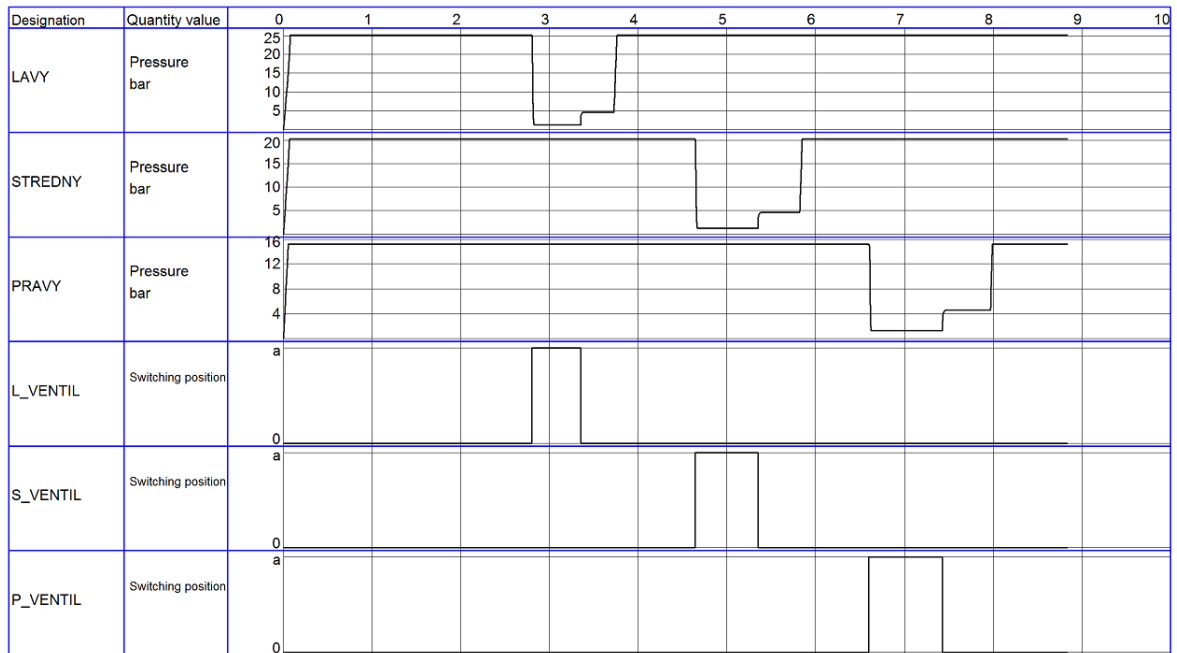 Designation Quantity value 0 1 2 3 4 5 6 7 8 9 10
LAVY Pressure bar 25 20 15 10 5
STREDNY Pressure bar 20 15 10 5
PRAVY Pressure bar 16 12 8 4
L_VENTIL Switching position a 0
S_VENTIL Switching position a 0
P_VENTIL Switching position a 0